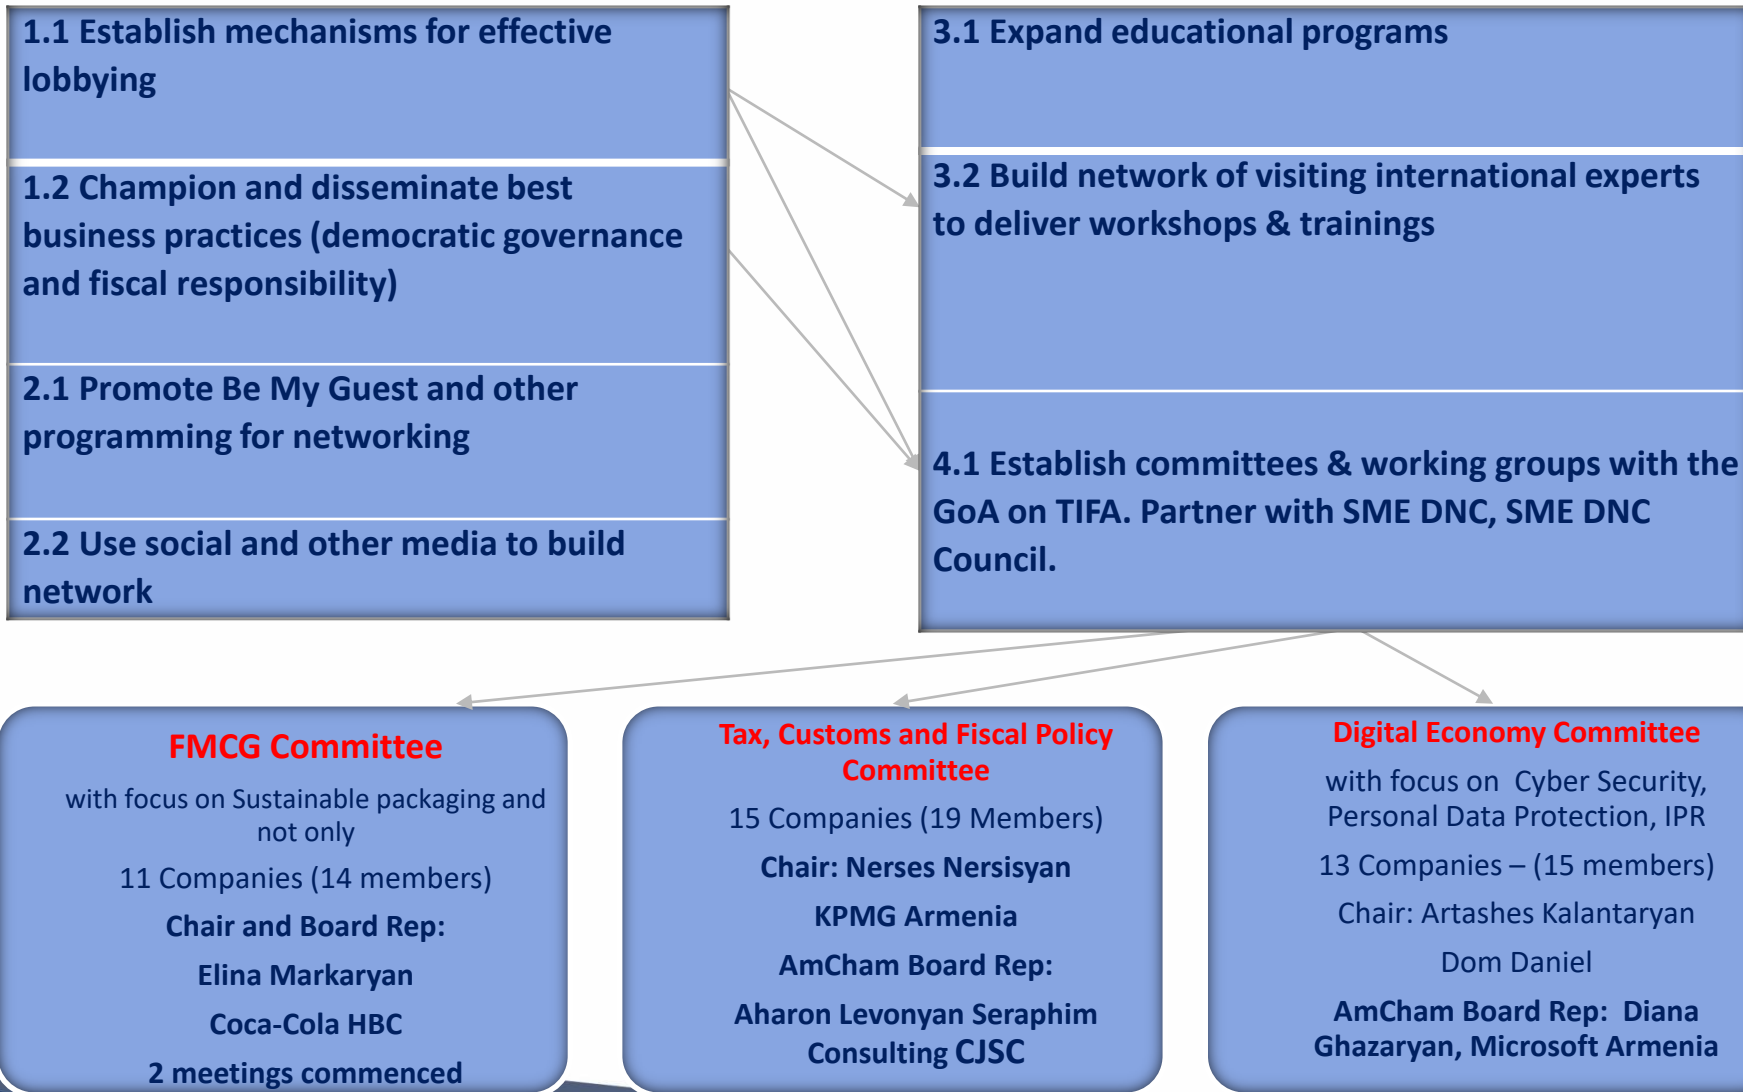 1.1 Establish mechanisms for effective
lobbying
1.2 Champion and disseminate best
business practices (democratic governance
and fiscal responsibility)
2.1 Promote Be My Guest and other
programming for networking
2.2 Use social and other media to build
network
3.1 Expand educational programs
3.2 Build network of visiting international experts
to deliver workshops & trainings
4.1 Establish committees & working groups with the
GoA on TIFA. Partner with SME DNC, SME DNC
Council.
FMCG Committee
with focus on Sustainable packaging and
not only
11 Companies (14 members)
Chair and Board Rep:
Elina Markaryan
Coca-Cola HBC
2 meetings commenced
Tax, Customs and Fiscal Policy
Committee
15 Companies (19 Members)
Chair: Nerses Nersisyan
KPMG Armenia
AmCham Board Rep:
Aharon Levonyan Seraphim
Consulting CJSC
Digital Economy Committee
with focus on Cyber Security,
Personal Data Protection, IPR
13 Companies – (15 members)
Chair: Artashes Kalantaryan
Dom Daniel
AmCham Board Rep: Diana
Ghazaryan, Microsoft Armenia